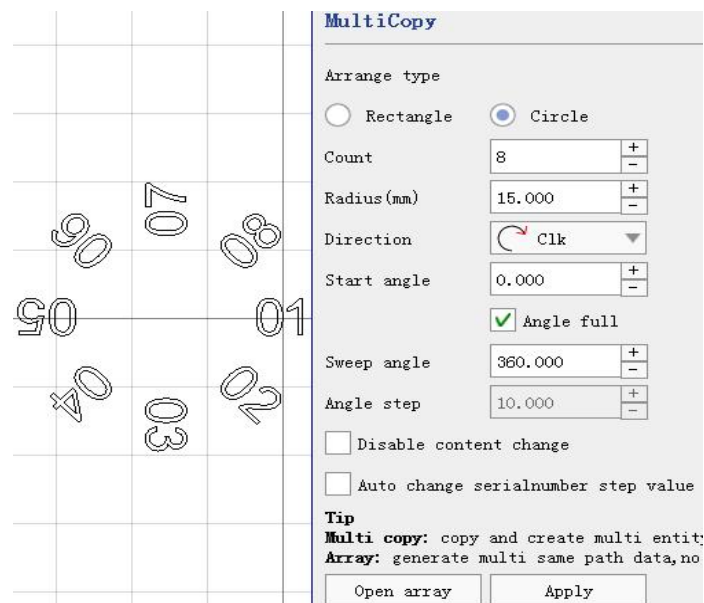 MultiCopy
Arrange type
Rectangle Circle
Count 8 + -
Radius(mm) 15.000 + -
Direction Clk
Start angle 0.000 + -
Angle full
Sweep angle 360.000 + -
Angle step 10.000 + -
Disable content change
Auto change serialnumber step value
Tip
Multi copy: copy and create multi entity
Array: generate multi same path data,no
Open array Apply
07
06
08
05
01
04
02
03